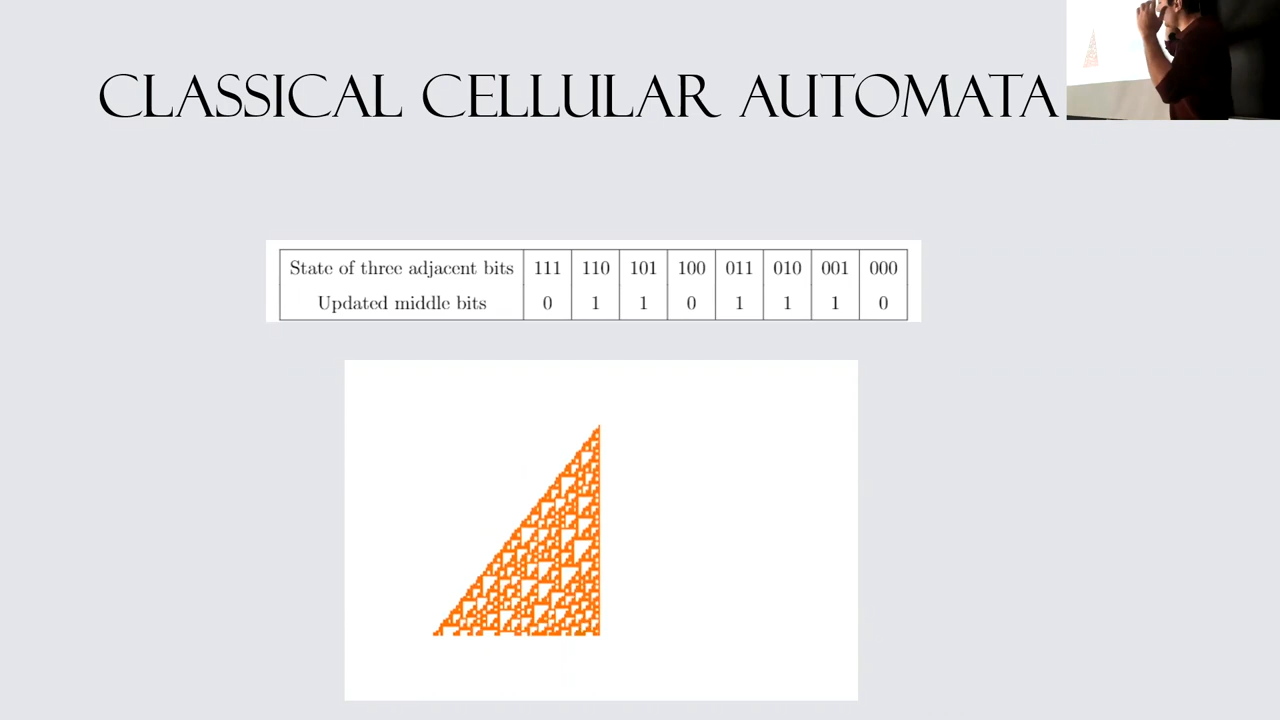 CLASSICAL CELLULAR AUTOMATA
State of three adjacent bits 111 110 101 100 011 010 001 000
Updated middle bits 0 1 1 0 1 1 1 0